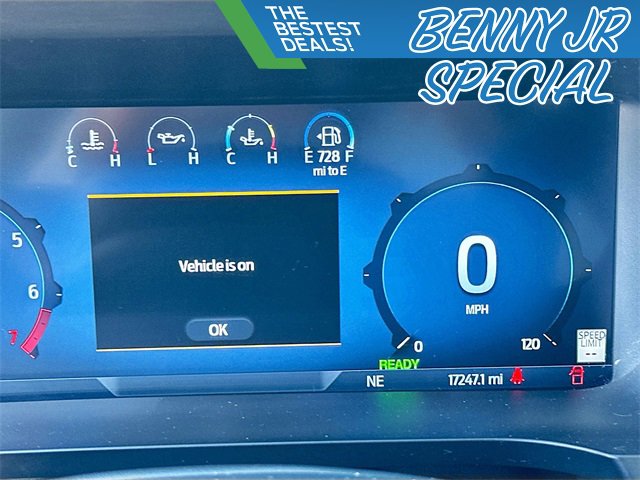 THE
BESTEST
DEALS!
BENNY JR
SPECIAL
C H
L H
C H
E 728 F
mi to E
Vehicle is on
OK
5
6
7
0
MPH
0
120
SPEED
LIMIT
--
READY
NE
17247.1 mi